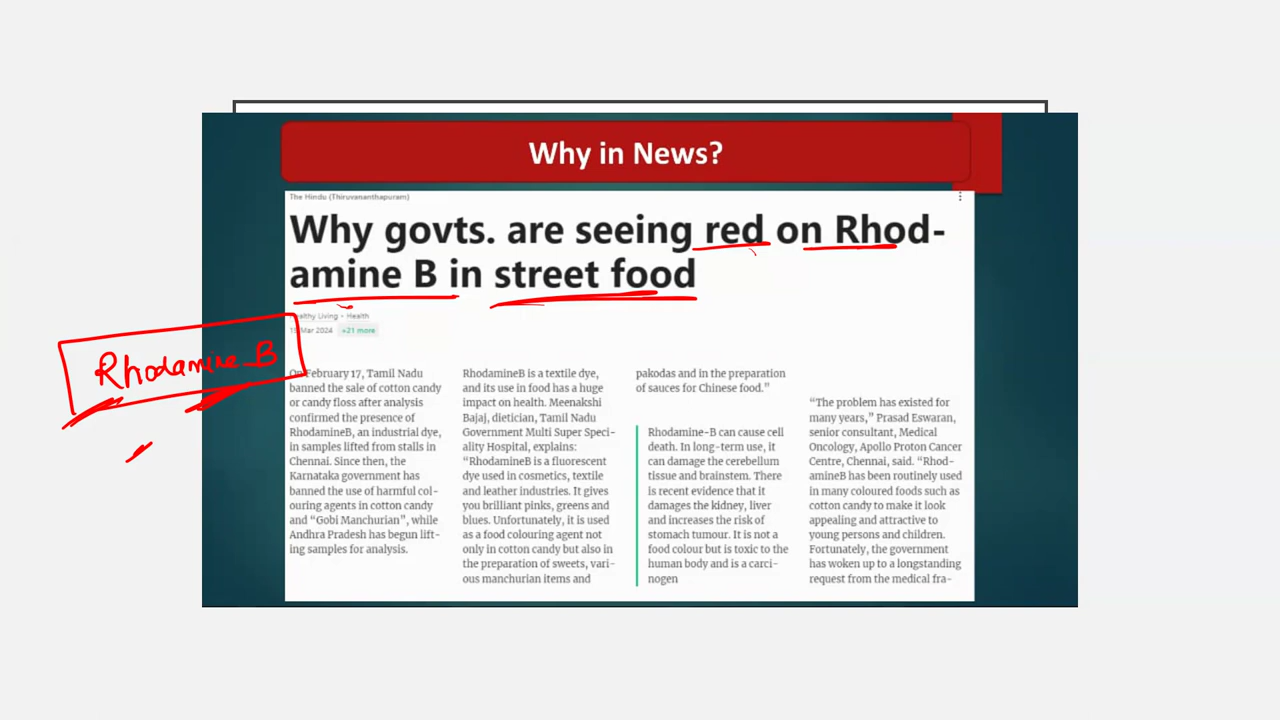 Why in News?
The Hindu (Thiruvananthapuram)
Why govts. are seeing red on Rhod-
amine B in street food
ealthy Living • Health
Mar 2024 +21 more
Rhodamine B
On February 17, Tamil Nadu
banned the sale of cotton candy
or candy floss after analysis
confirmed the presence of
RhodamineB, an industrial dye,
in samples lifted from stalls in
Chennai. Since then, the
Karnataka government has
banned the use of harmful col-
ouring agents in cotton candy
and “Gobi Manchurian”, while
Andhra Pradesh has begun lift-
ing samples for analysis.
RhodamineB is a textile dye,
and its use in food has a huge
impact on health. Meenakshi
Bajaj, dietician, Tamil Nadu
Government Multi Super Speci-
ality Hospital, explains:
“RhodamineB is a fluorescent
dye used in cosmetics, textile
and leather industries. It gives
you brilliant pinks, greens and
blues. Unfortunately, it is used
as a food colouring agent not
only in cotton candy but also in
the preparation of sweets, vari-
ous manchurian items and
pakodas and in the preparation
of sauces for Chinese food.”
Rhodamine-B can cause cell
death. In long-term use, it
can damage the cerebellum
tissue and brainstem. There
is recent evidence that it
damages the kidney, liver
and increases the risk of
stomach tumour. It is not a
food colour but is toxic to the
human body and is a carci-
nogen
“The problem has existed for
many years,” Prasad Eswaran,
senior consultant, Medical
Oncology, Apollo Proton Cancer
Centre, Chennai, said. “Rhod-
amineB has been routinely used
in many coloured foods such as
cotton candy to make it look
appealing and attractive to
young persons and children.
Fortunately, the government
has woken up to a longstanding
request from the medical fra-